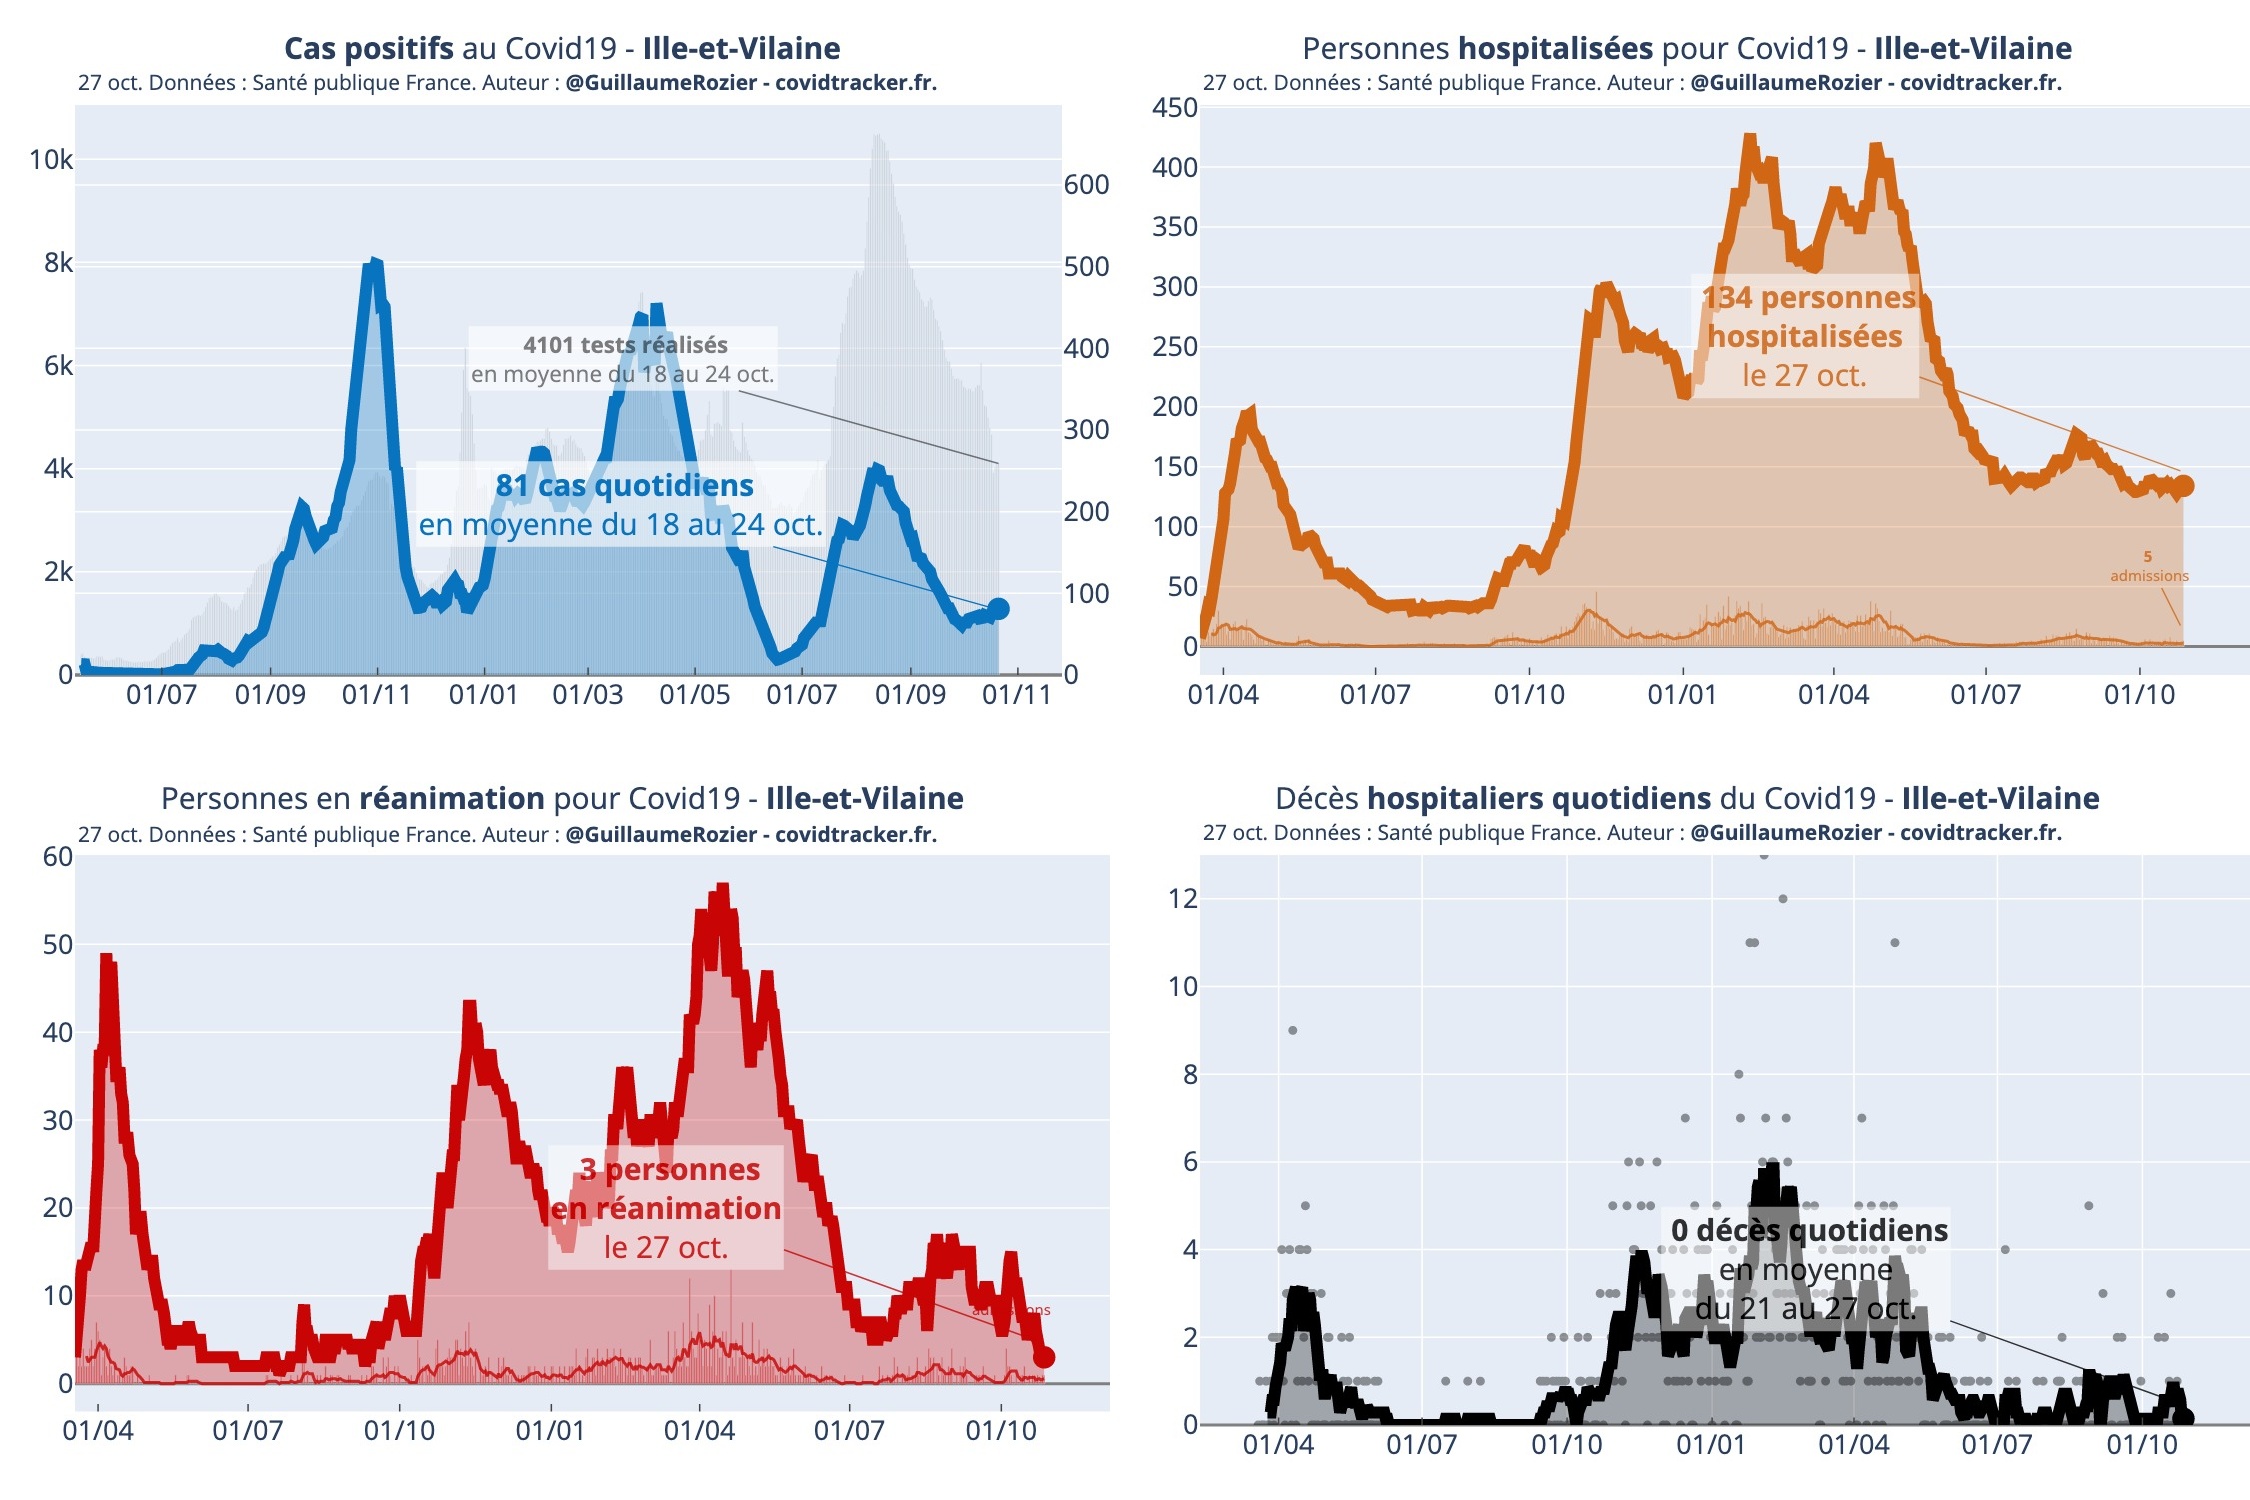 Cas positifs au Covid19 - Ille-et-Vilaine
27 oct. Données : Santé publique France. Auteur : @GuillaumeRozier - covidtracker.fr.
10k
8k
6k
4k
2k
0
600
500
400
300
200
100
0
4101 tests réalisés
en moyenne du 18 au 24 oct.
81 cas quotidiens
en moyenne du 18 au 24 oct.
01/07 01/09 01/11 01/01 01/03 01/05 01/07 01/09 01/11
Personnes hospitalisées pour Covid19 - Ille-et-Vilaine
27 oct. Données : Santé publique France. Auteur : @GuillaumeRozier - covidtracker.fr.
450
400
350
300
250
200
150
100
50
0
134 personnes
hospitalisées
le 27 oct.
5
admissions
01/04 01/07 01/10 01/01 01/04 01/07 01/10
Personnes en réanimation pour Covid19 - Ille-et-Vilaine
27 oct. Données : Santé publique France. Auteur : @GuillaumeRozier - covidtracker.fr.
60
50
40
30
20
10
0
3 personnes
en réanimation
le 27 oct.
01/04 01/07 01/10 01/01 01/04 01/07 01/10
Décès hospitaliers quotidiens du Covid19 - Ille-et-Vilaine
27 oct. Données : Santé publique France. Auteur : @GuillaumeRozier - covidtracker.fr.
12
10
8
6
4
2
0
0 décès quotidiens
en moyenne
du 21 au 27 oct.
01/04 01/07 01/10 01/01 01/04 01/07 01/10